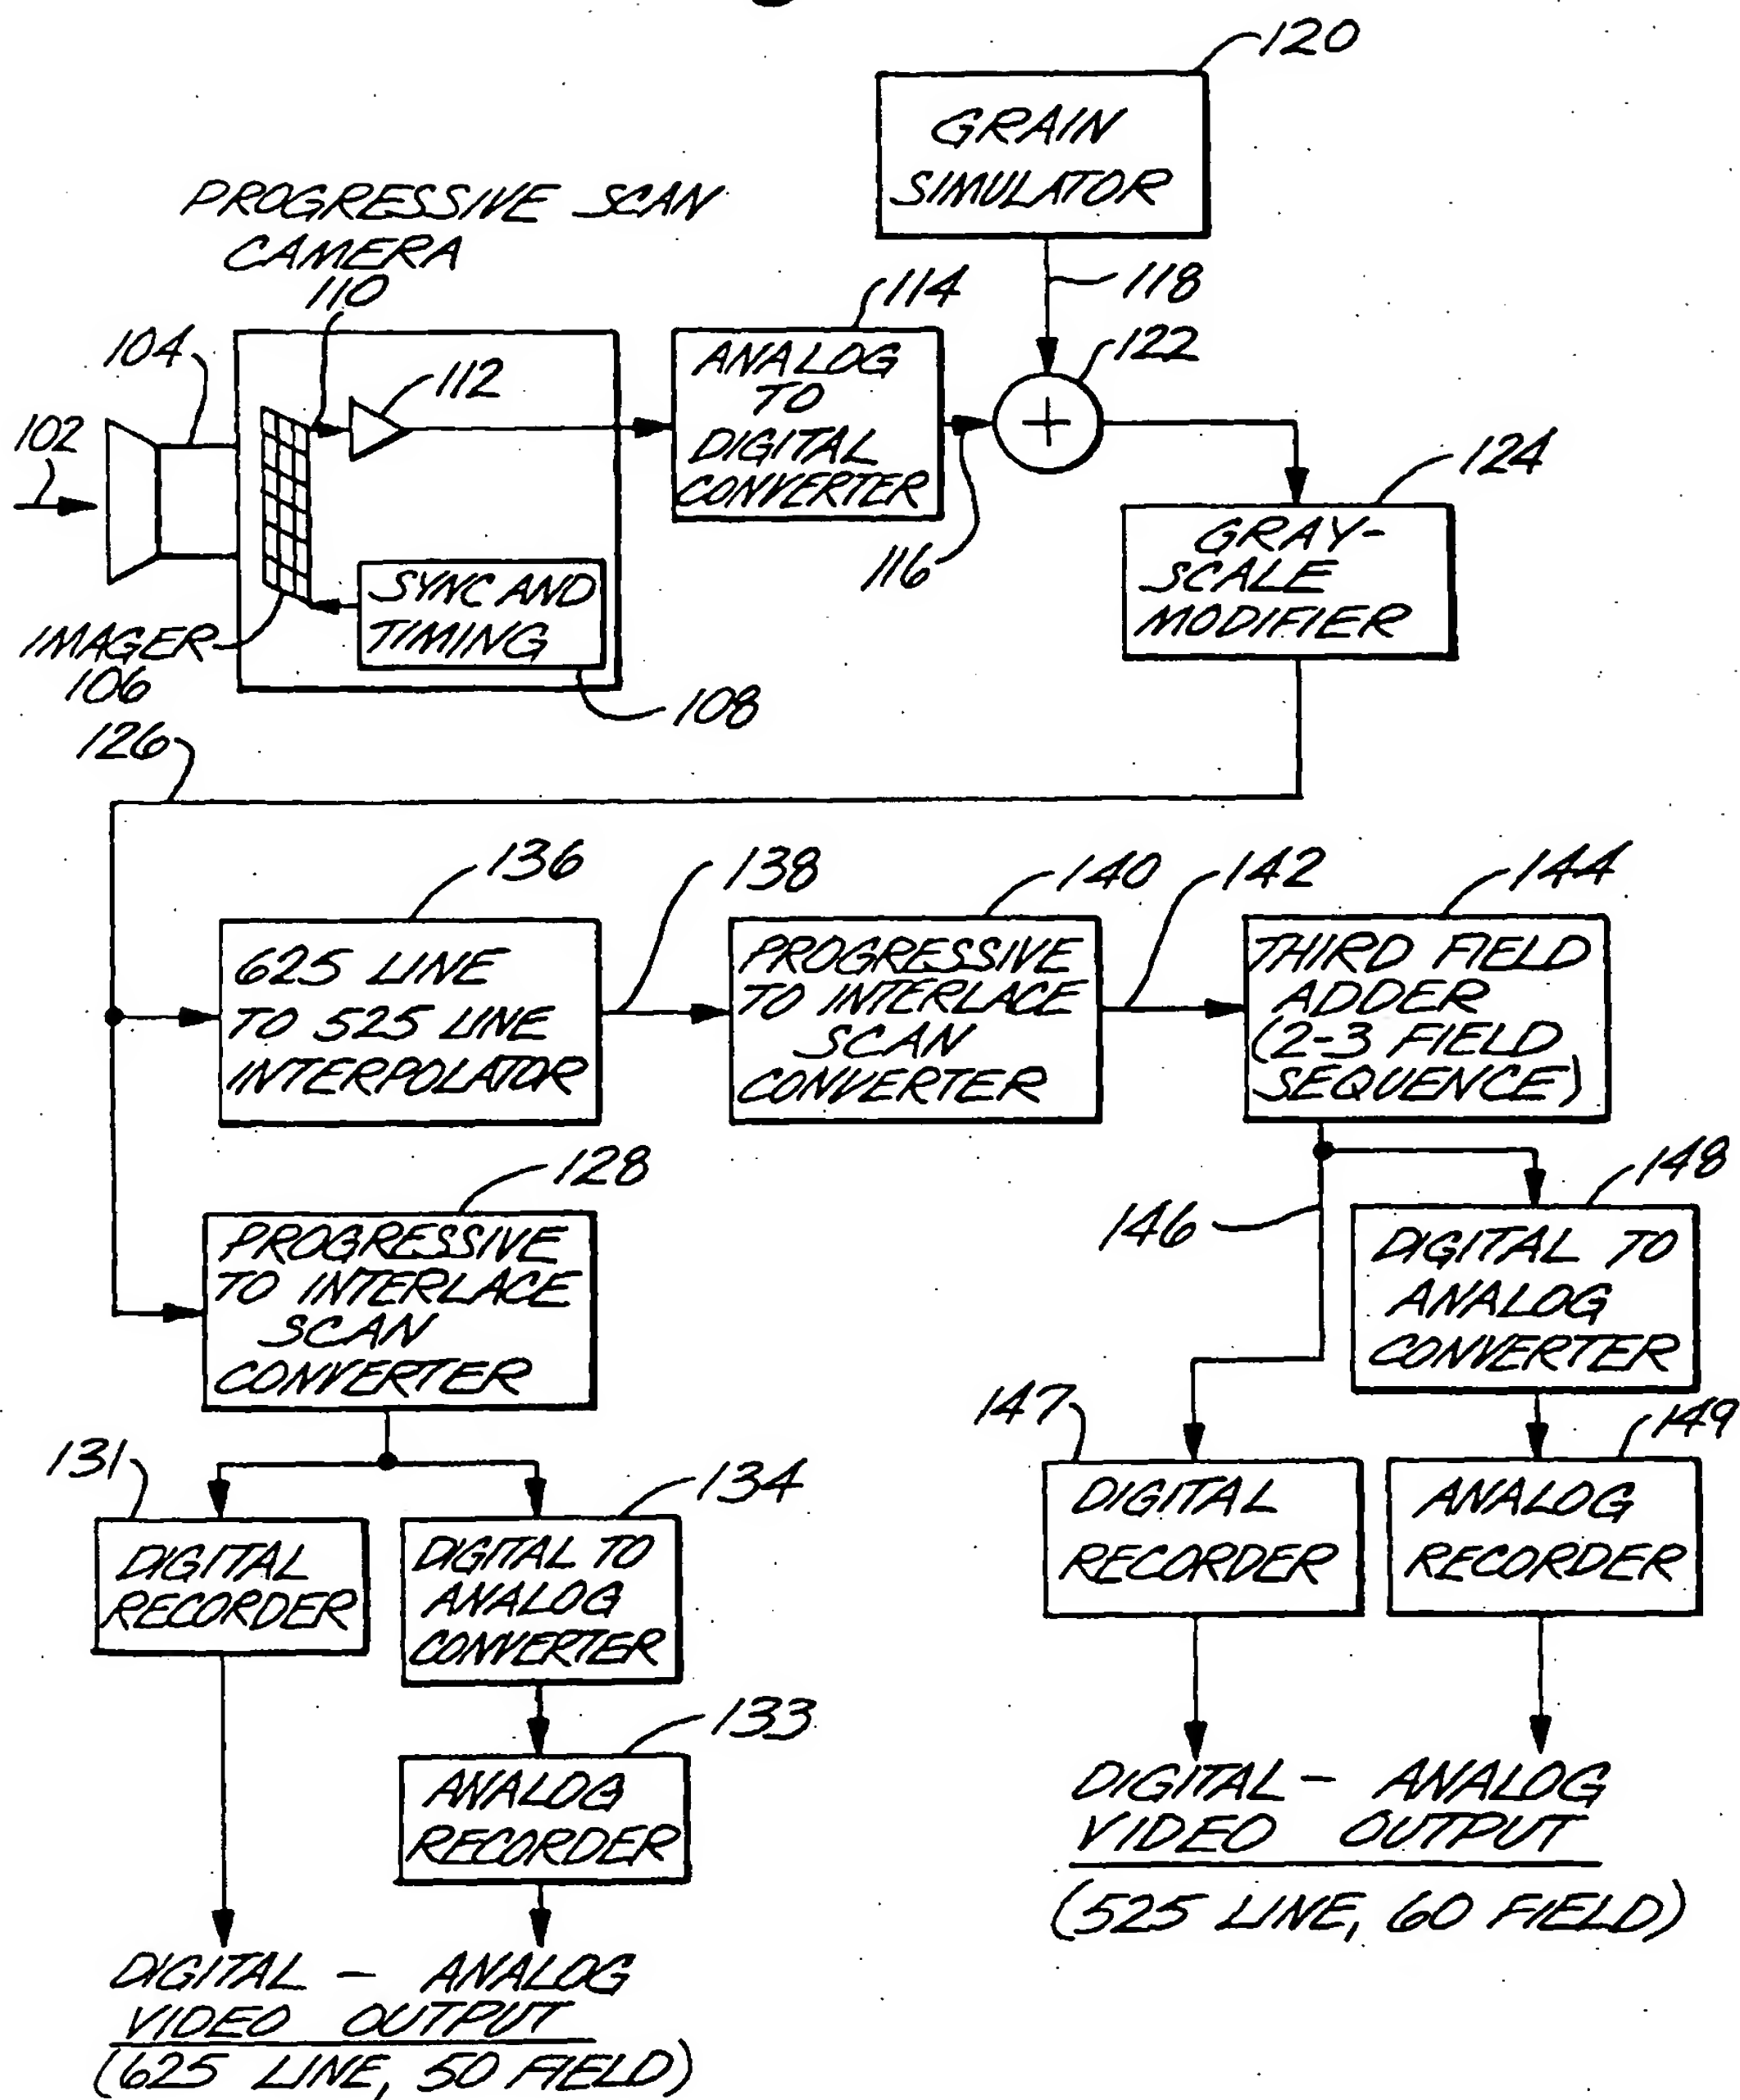 120
GRAIN
SIMULATOR
PROGRESSIVE SCAN
CAMERA
110
118
114
104
112
122
102
ANALOG
TO
DIGITAL
CONVERTER
+
124
116
GRAY-
SCALE
MODIFIER
SYNC AND
TIMING
IMAGER
106
108
126
136
138
140
142
144
625 LINE
TO 525 LINE
INTERPOLATOR
PROGRESSIVE
TO INTERLACE
SCAN
CONVERTER
THIRD FIELD
ADDER
(2-3 FIELD
SEQUENCE)
128
148
146
PROGRESSIVE
TO INTERLACE
SCAN
CONVERTER
DIGITAL TO
ANALOG
CONVERTER
147
149
131
134
DIGITAL
RECORDER
ANALOG
RECORDER
DIGITAL
RECORDER
DIGITAL TO
ANALOG
CONVERTER
133
ANALOG
RECORDER
DIGITAL - ANALOG
VIDEO OUTPUT
(525 LINE, 60 FIELD)
DIGITAL - ANALOG
VIDEO OUTPUT
(625 LINE, 50 FIELD)